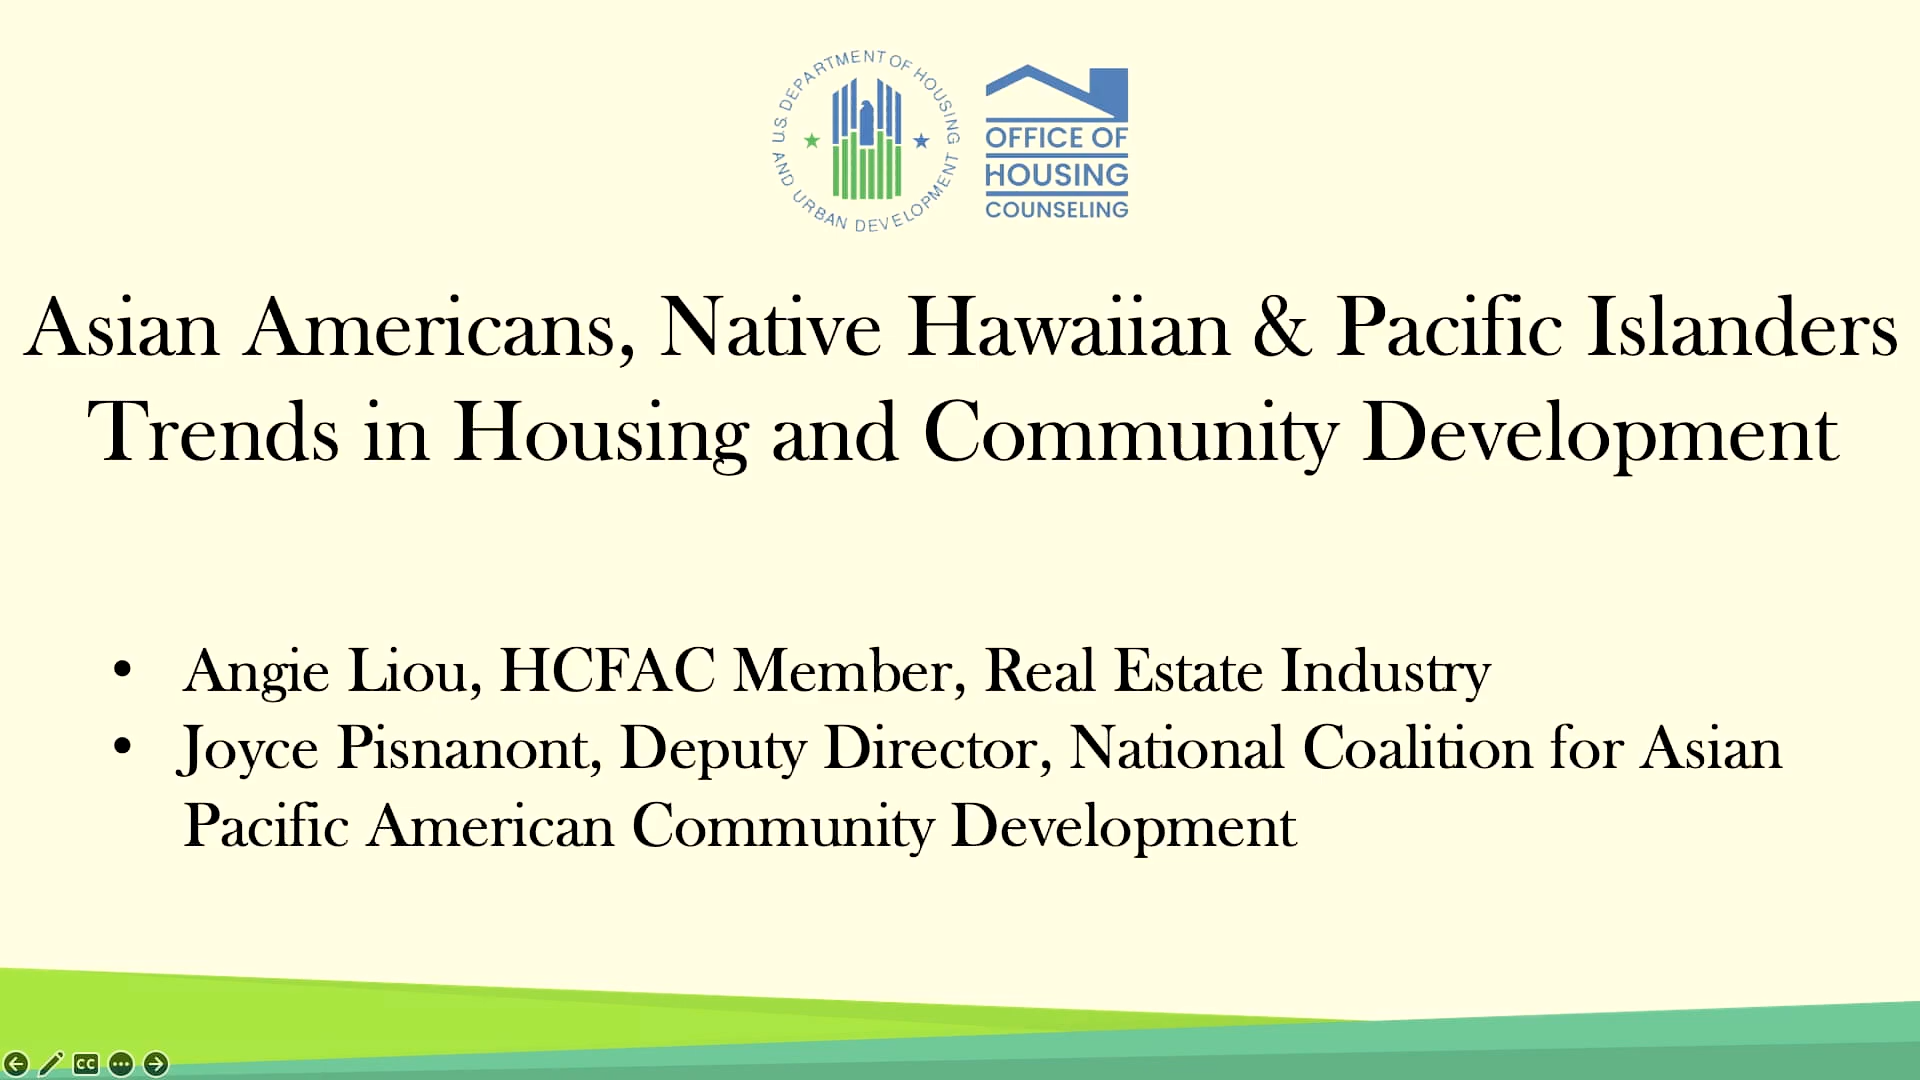 U.S. DEPARTMENT OF HOUSING
AND URBAN DEVELOPMENT
OFFICE OF
HOUSING
COUNSELING
Asian Americans, Native Hawaiian & Pacific Islanders
Trends in Housing and Community Development
• Angie Liou, HCFAC Member, Real Estate Industry
• Joyce Pisnanont, Deputy Director, National Coalition for Asian
Pacific American Community Development
CC